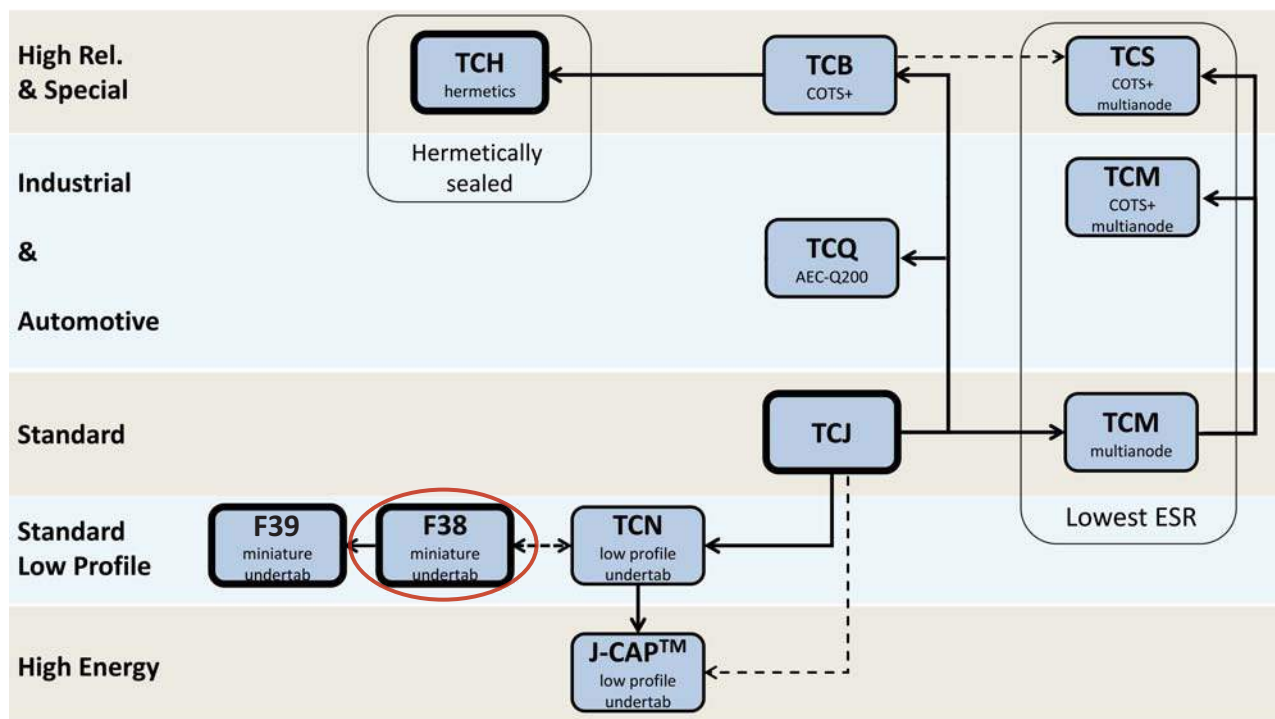 High Rel.
& Special
TCH
hermetics
Hermetically
sealed
TCB
COTS+
TCS
COTS+
multianode
Industrial
&
Automotive
TCQ
AEC-Q200
TCM
COTS+
multianode
Standard
TCJ
TCM
multianode
Lowest ESR
Standard
Low Profile
F39
miniature
undertab
F38
miniature
undertab
TCN
low profile
undertab
High Energy
J-CAP™
low profile
undertab